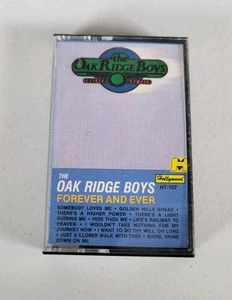 the
OAK RIDGE BOYS
Hollywood
HT-107
THE
OAK RIDGE BOYS
FOREVER AND EVER
SOMEBODY LOVES ME • GOLDEN HILLS AHEAD •
THERE'S A HIGHER POWER • THERE'S A LIGHT
GUIDING ME • HIDE THOU ME • LIFE'S RAILWAY TO
HEAVEN • I WOULDN'T TAKE NOTHING FOR MY
JOURNEY NOW • I WANT TO DO THY WILL, OH LORD
• JUST A CLOSER WALK WITH THEE • SHINE, SHINE
DOWN ON ME